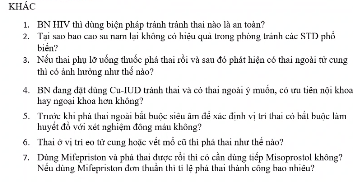 KHÁC
1. BN HIV thì dùng biện pháp tránh tránh thai nào là an toàn?
2. Tại sao bao cao su nam lại không có hiệu quả trong phòng tránh các STD phổ
biến?
3. Nếu thai phụ lỡ uống thuốc phá thai rồi và sau đó phát hiện có thai ngoài tử cung
thì có ảnh hưởng như thế nào?
4. BN đang đặt dùng Cu-IUD tránh thai và có thai ngoài ý muốn, có ưu tiên nội khoa
hay ngoại khoa hơn không?
5. Trước khi phá thai ngoài bắt buộc siêu âm để xác định vị trí thai có bắt buộc làm
huyết đồ với xét nghiệm đông máu không?
6. Thai ở vị trí eo tử cung hoặc vết mổ cũ thì phá thai như thế nào?
7. Dùng Mifepriston và phá thai được rồi thì có cần dùng tiếp Misoprostol không?
Nếu dùng Mifepriston đơn thuần thì tỉ lệ phá thai thành công bao nhiêu?